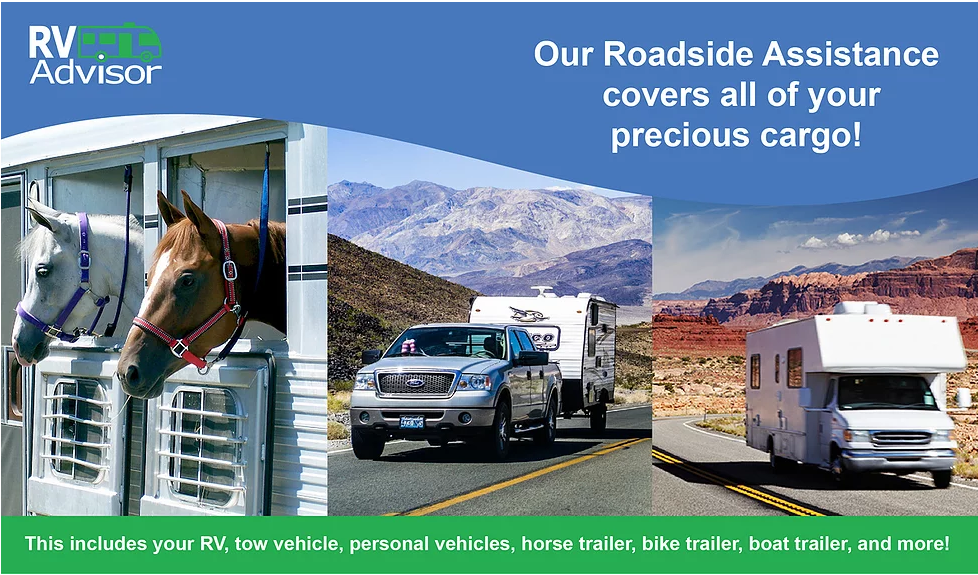 RV
Advisor
Our Roadside Assistance
covers all of your
precious cargo!
This includes your RV, tow vehicle, personal vehicles, horse trailer, bike trailer, boat trailer, and more!